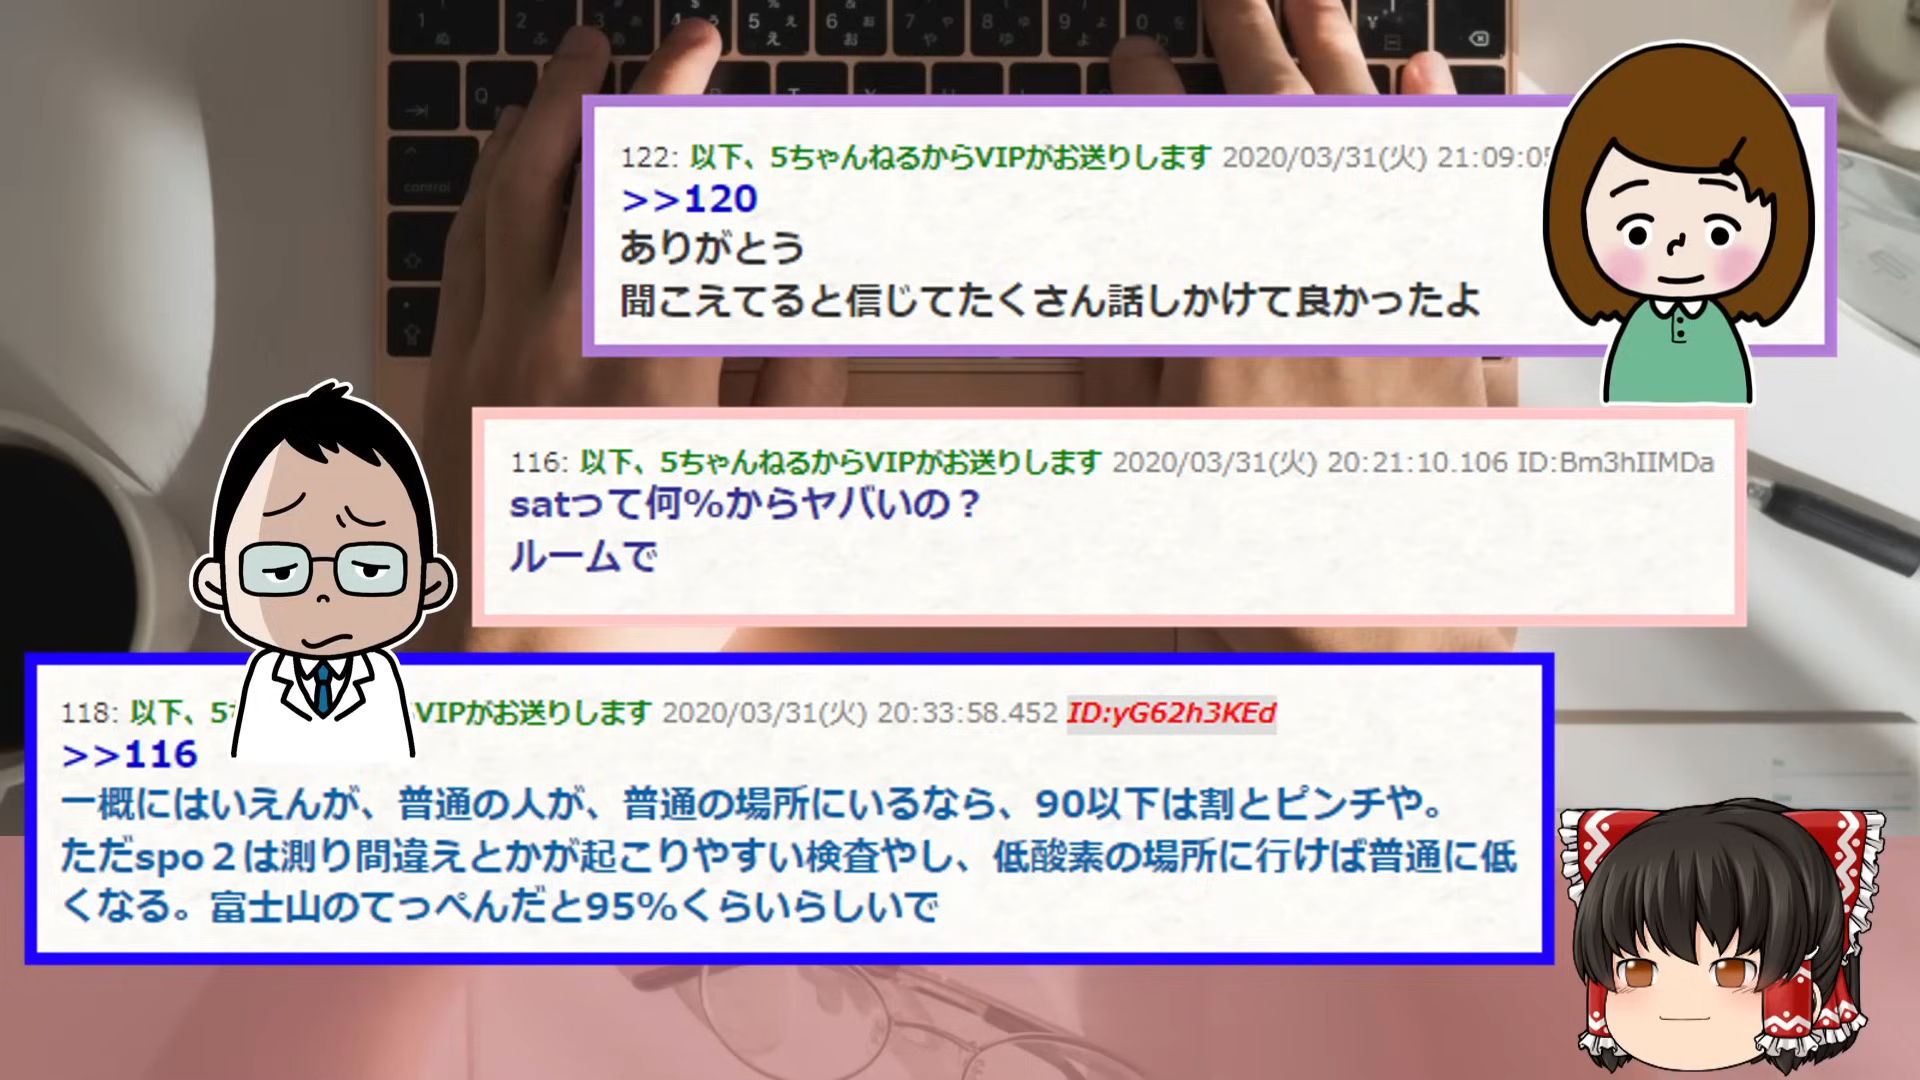 122: 以下、5ちゃんねるからVIPがお送りします 2020/03/31(火) 21:09:05
>>120
ありがとう
聞こえてると信じてたくさん話しかけて良かったよ
116: 以下、5ちゃんねるからVIPがお送りします 2020/03/31(火) 20:21:10.106 ID:Bm3hIIMDa
satって何%からヤバいの？
ルームで
118: 以下、5 VIPがお送りします 2020/03/31(火) 20:33:58.452 ID:yG62h3KEd
>>116
一概にはいえんが、普通の人が、普通の場所にいるなら、90以下は割とピンチや。
ただspo２は測り間違えとかが起こりやすい検査やし、低酸素の場所に行けば普通に低
くなる。富士山のてっぺんだと95%くらいらしいで